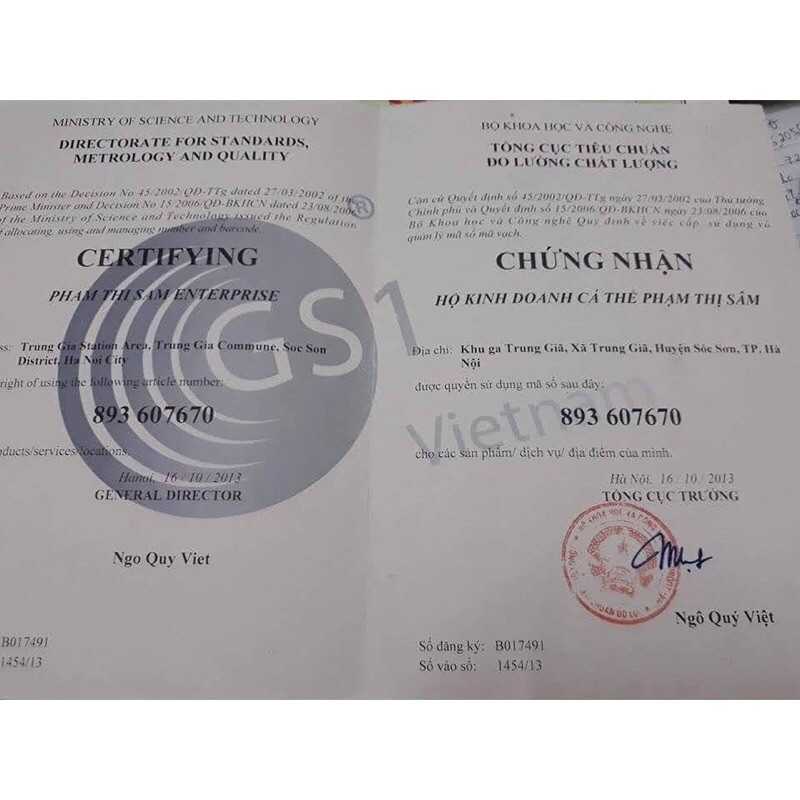 MINISTRY OF SCIENCE AND TECHNOLOGY
DIRECTORATE FOR STANDARDS,
METROLOGY AND QUALITY
Based on the Decision No 45/2002/QĐ-TTg dated 27/03/2002 of the
Prime Minister and Decision No 15/2006/QĐ-BKHCN dated 23/08/2006
of the Ministry of Science and Technology issued the Regulation
allocating, using and managing number and barcode.
CERTIFYING
PHAM THI SAM ENTERPRISE
Trung Gia Station Area, Trung Gia Commune, Soc Son
District, Ha Noi City
right of using the following article number:
893 607670
products/services/locations.
Hanoi, 16/10/2013
GENERAL DIRECTOR
Ngo Quy Viet
B017491
1454/13
BỘ KHOA HỌC VÀ CÔNG NGHỆ
TỔNG CỤC TIÊU CHUẨN
ĐO LƯỜNG CHẤT LƯỢNG
Căn cứ Quyết định số 45/2002/QĐ-TTg ngày 27/03/2002 của Thủ tướng
Chính phủ và Quyết định số 15/2006/QĐ-BKHCN ngày 23/08/2006 của
Bộ Khoa học và Công nghệ Quy định về việc cấp, sử dụng và
quản lý mã số mã vạch.
CHỨNG NHẬN
HỘ KINH DOANH CÁ THỂ PHẠM THỊ SÂM
Địa chỉ: Khu ga Trung Giã, Xã Trung Giã, Huyện Sóc Sơn, TP. Hà
Nội
được quyền sử dụng mã số sau đây:
893 607670
cho các sản phẩm/ dịch vụ/ địa điểm của mình.
Hà Nội, 16/10/2013
TỔNG CỤC TRƯỞNG
Ngô Quý Việt
Số đăng ký: B017491
Số vào sổ: 1454/13
GS1
Vietnam
®